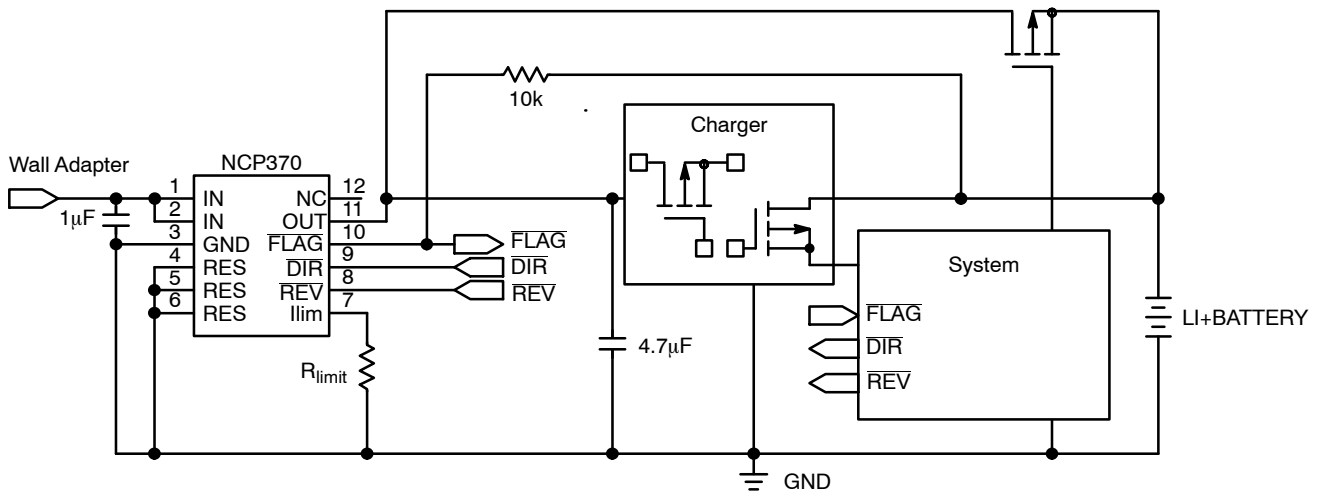 10k
Charger
Wall Adapter
NCP370
1μF
1 IN
2 IN
3 GND
4 RES
5 RES
6 RES
NC 12
OUT 11
FLAG 10
DIR 9
REV 8
Ilim 7
FLAG
DIR
REV
Rlimit
4.7μF
System
FLAG
DIR
REV
LI+BATTERY
GND